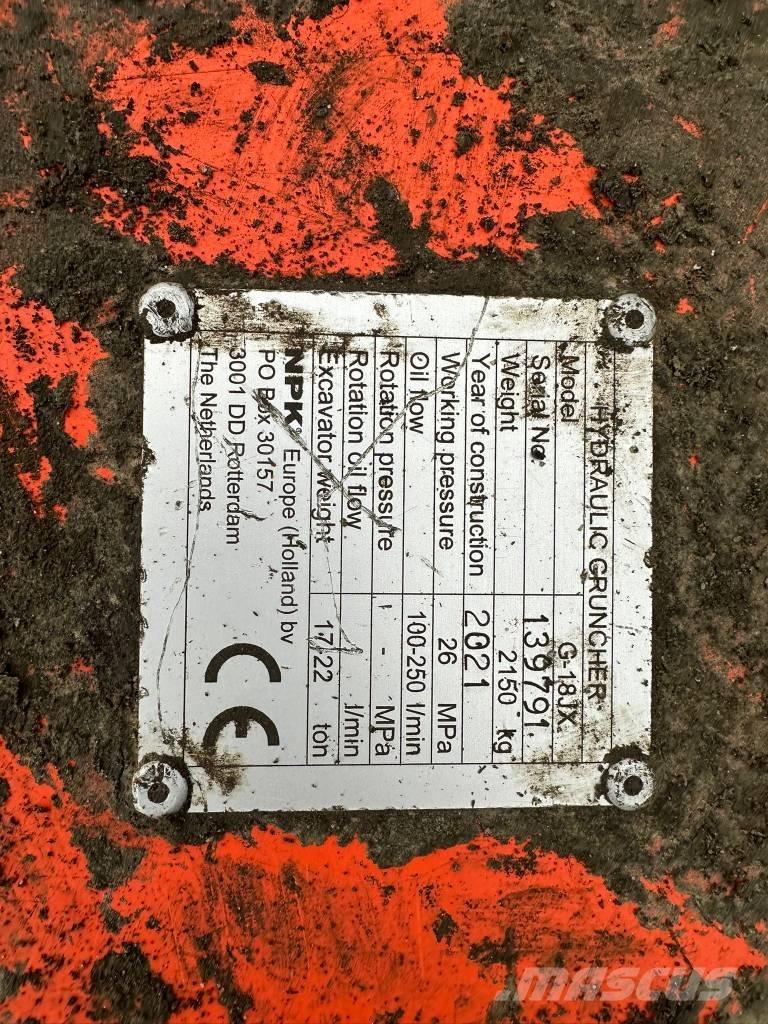 HYDRAULIC GRUNCHER
Model G-18JX
Serial No. 139791.
Weight 2150 kg
Year of construction 2021
Working pressure 26 MPa
Oil flow 100-250 l/min
Rotation pressure - MPa
Rotation oil flow l/min
Excavator weight 17/22 ton
NPK® Europe (Holland) bv
PO Box 30157
3001 DD Rotterdam
The Netherlands
CE
MASCUS